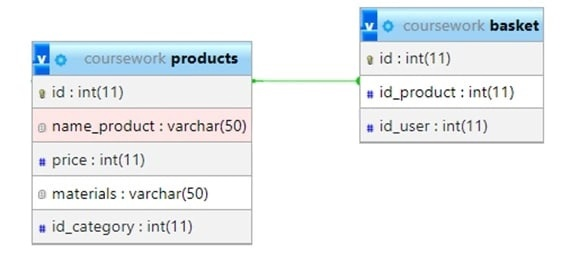 coursework products
id : int(11)
name_product : varchar(50)
price : int(11)
materials : varchar(50)
id_category : int(11)
coursework basket
id : int(11)
id_product : int(11)
id_user : int(11)